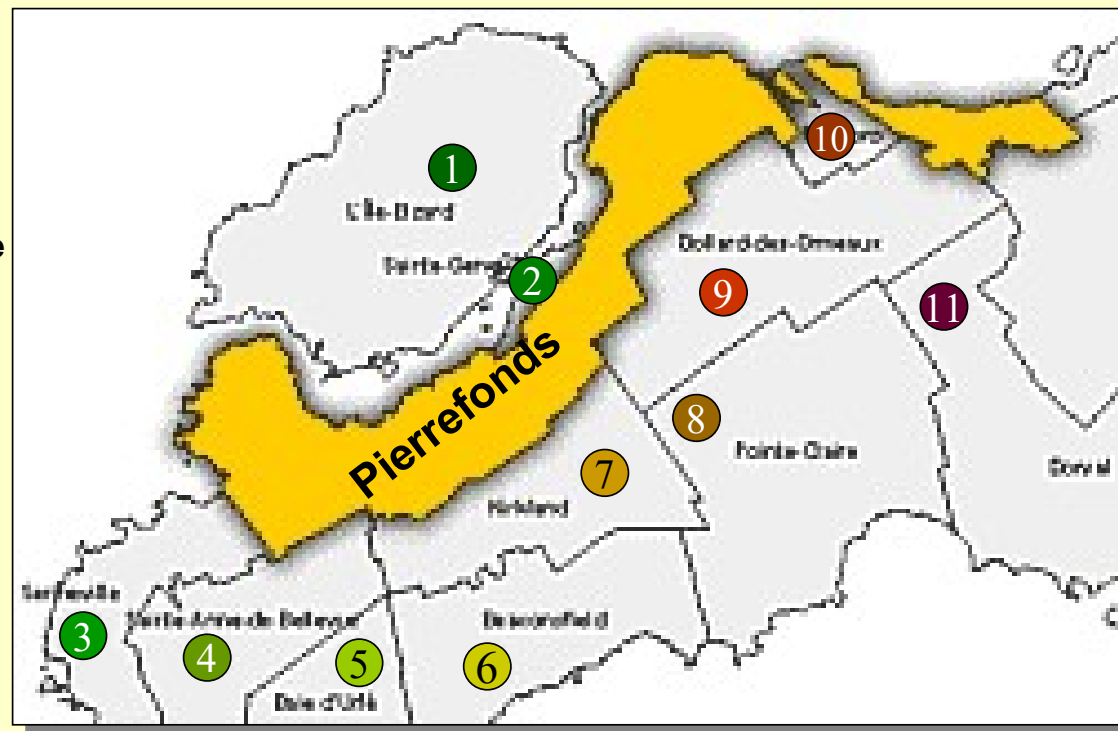 10
1
L'Île-Bizard
Dollard-des-Ormeaux
e
Sainte-Gene
2
9
11
Pierrefonds
8
Pointe-Claire
7
Dorval
Kirkland
Senneville
Sainte-Anne-de-Bellevue
Beaconsfield
3
4
5
6
Baie-d'Urfé